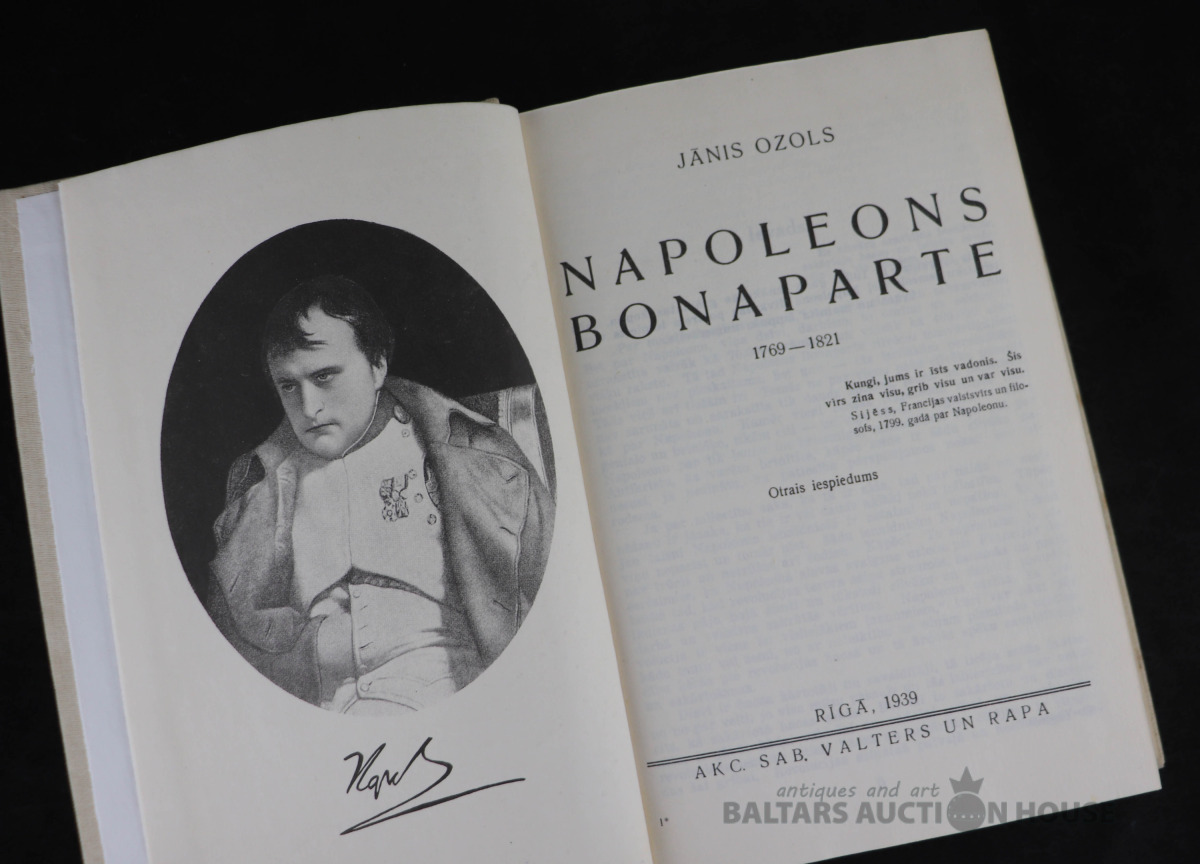 JĀNIS OZOLS
NAPOLEONS
BONAPARTE
1769—1821
Kungi, jums ir īsts vadonis. Šis
vīrs zina visu, grib visu un var visu.
Sijēss, Francijas valstsvīrs un filo-
sofs, 1799. gadā par Napoleonu.
Otrais iespiedums
RĪGĀ, 1939
AKC. SAB. VALTERS UN RAPA
1*
antiques and art
BALTARS AUCTION HOUSE